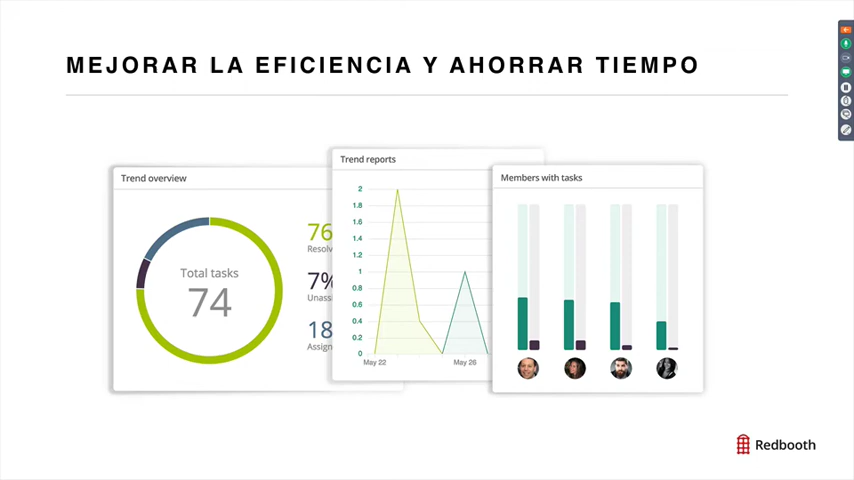 MEJORAR LA EFICIENCIA Y AHORRAR TIEMPO
Trend overview
Total tasks
74
76
Resolv
7%
Unassi
18
Assign
Trend reports
2
1.8
1.6
1.4
1.2
1
0.8
0.6
0.4
0.2
0
May 22
May 26
Members with tasks
Redbooth